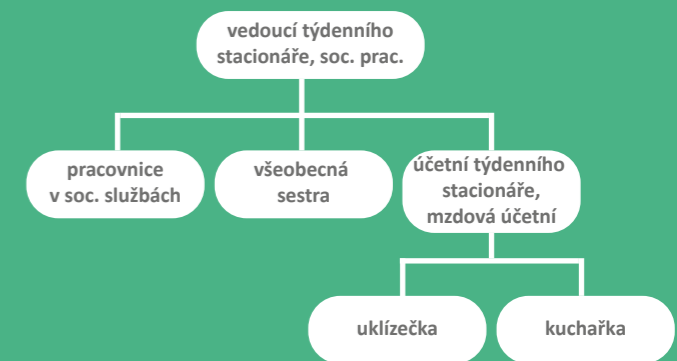 vedoucí týdenního
stacionáře, soc. prac.
pracovnice
v soc. službách
všeobecná
sestra
účetní týdenního
stacionáře,
mzdová účetní
uklízečka
kuchařka